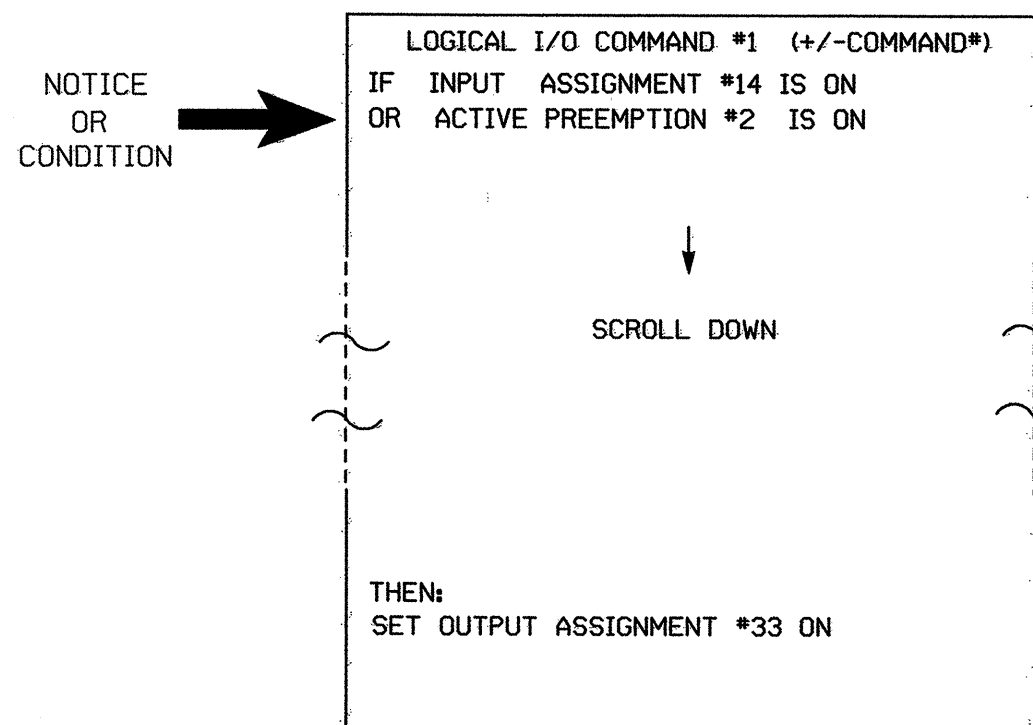 LOGICAL I/O COMMAND #1 (+/-COMMAND#)
NOTICE
OR
CONDITION
IF INPUT ASSIGNMENT #14 IS ON
OR ACTIVE PREEMPTION #2 IS ON
SCROLL DOWN
THEN:
SET OUTPUT ASSIGNMENT #33 ON